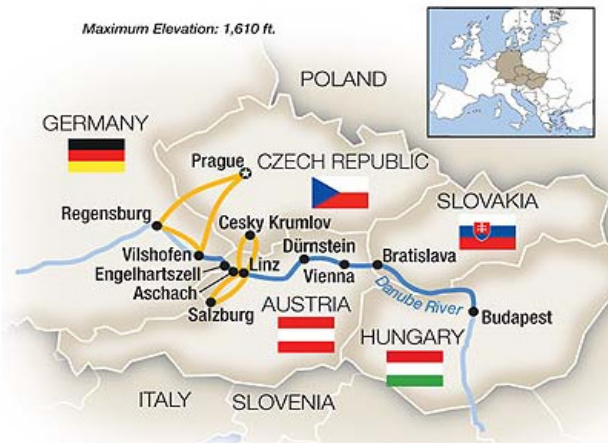 Maximum Elevation: 1,610 ft.
POLAND
GERMANY
Prague
CZECH REPUBLIC
Regensburg
Cesky Krumlov
SLOVAKIA
Vilshofen
Dürnstein
Engelhartszell
Linz
Bratislava
Vienna
Aschach
Danube River
Salzburg
AUSTRIA
Budapest
HUNGARY
ITALY
SLOVENIA